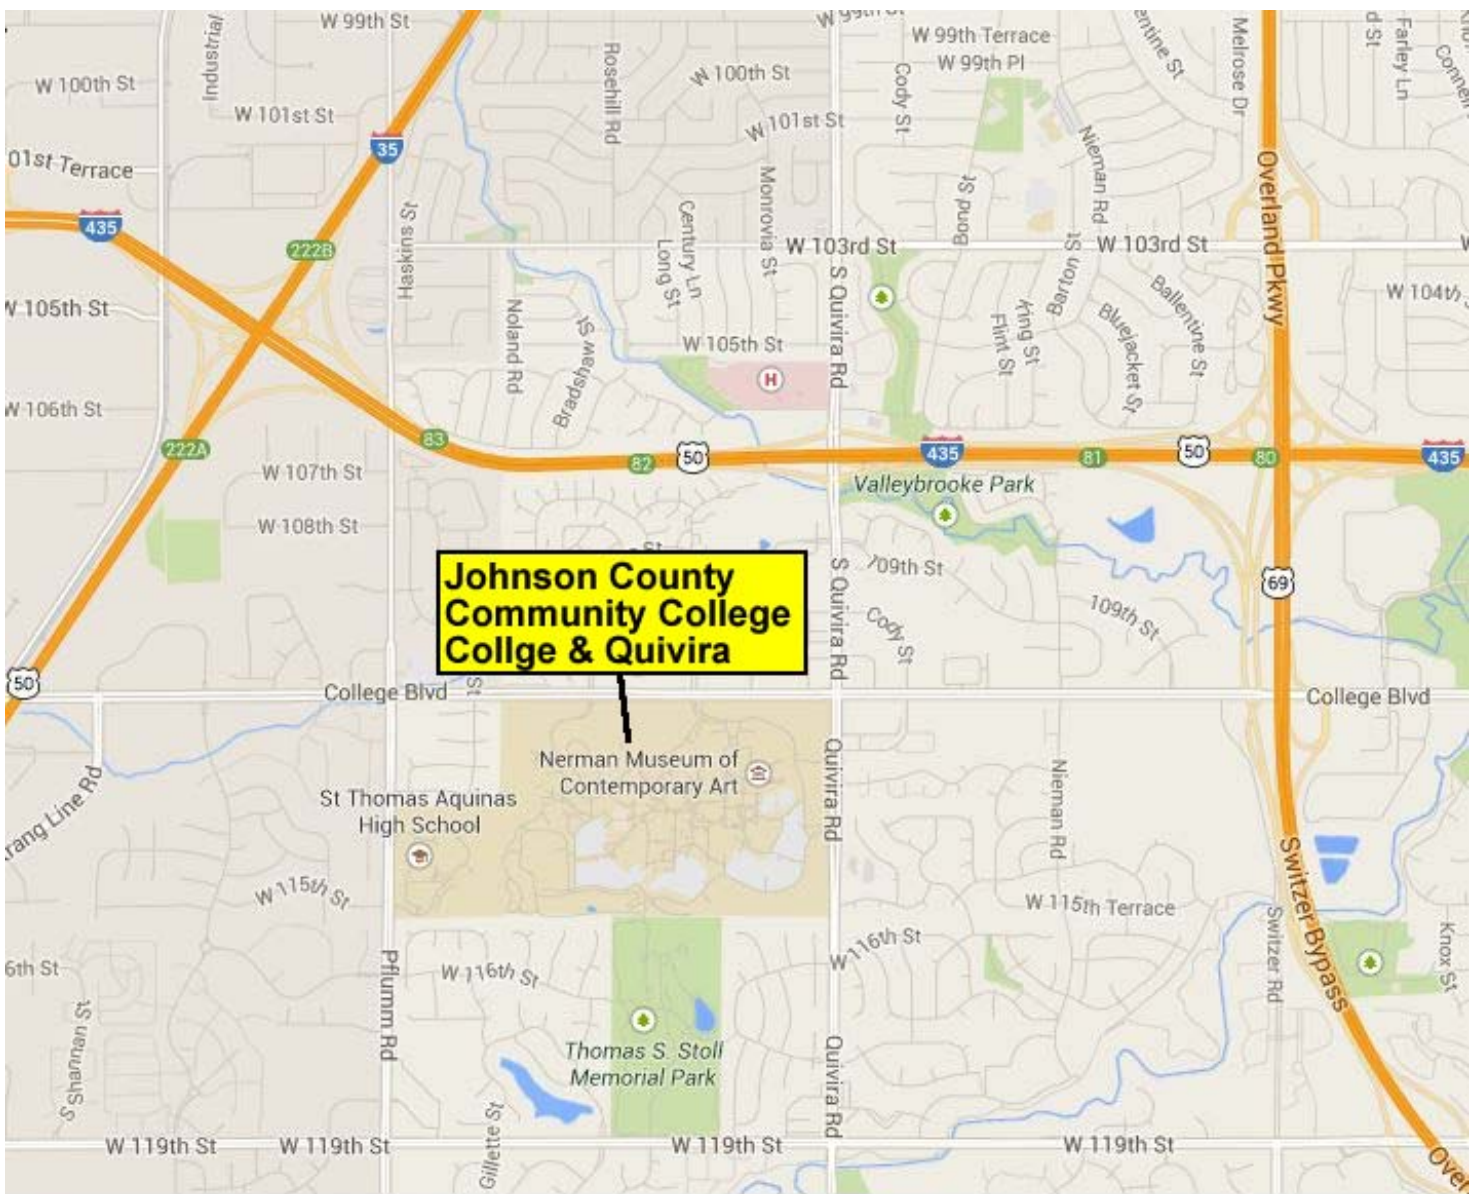 W 99th St
W 99th St
W 99th Terrace
W 99th Pl
Melrose Dr
Farley Ln
W 100th St
Industrial
Rosehill Rd
W 100th St
Cody St
W 101st St
W 101st St
Nieman Rd
35
01st Terrace
Monrovia St
Bond St
Overland Pkwy
435
Haskins St
222B
Century Ln
Long St
W 103rd St
W 103rd St
W 105th St
Noland Rd
Bradshaw St
W 105th St
S Quivira Rd
King St
Flint St
Barton St
Bluejacket St
Ballentine St
W 104th
H
W 106th St
222A
83
82
50
435
81
50
80
435
W 107th St
Valleybrooke Park
W 108th St
Johnson County
Community College
Collge & Quivira
S Quivira Rd
109th St
Cody St
109th St
69
50
College Blvd
St
College Blvd
Nerman Museum of
Contemporary Art
Quivira Rd
Nieman Rd
rang Line Rd
St Thomas Aquinas
High School
W 115th St
W 115th Terrace
Switzer Bypass
Switzer Rd
Knox St
6th St
Pflumm Rd
W 116th St
W 116th St
S Shannan St
Thomas S. Stoll
Memorial Park
Quivira Rd
Gillette St
W 119th St
W 119th St
W 119th St
W 119th St
Over